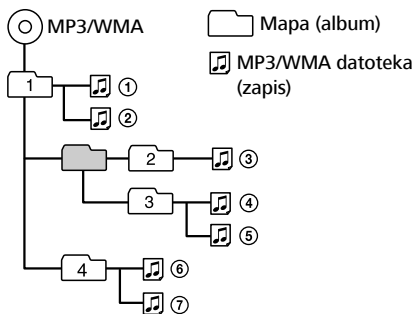 MP3/WMA
Mapa (album)
MP3/WMA datoteka
(zapis)
1
①
②
2
③
3
④
⑤
4
⑥
⑦